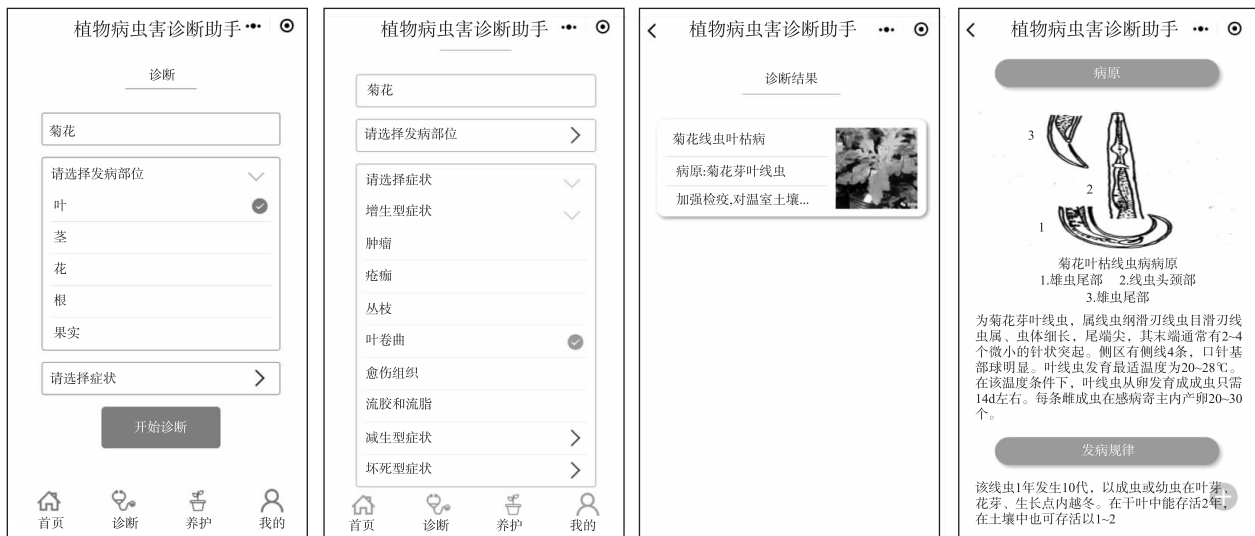 植物病虫害诊断助手
诊断
菊花
请选择发病部位
叶
茎
花
根
果实
请选择症状
开始诊断
首页
诊断
养护
我的
植物病虫害诊断助手
菊花
请选择发病部位
请选择症状
增生型症状
肿瘤
疮痂
丛枝
叶卷曲
愈伤组织
流胶和流脂
减生型症状
坏死型症状
首页
诊断
养护
我的
植物病虫害诊断助手
诊断结果
菊花线虫叶枯病
病原:菊花芽叶线虫
加强检疫,对温室土壤...
植物病虫害诊断助手
病原
3
2
1
菊花叶枯线虫病病原
1.雄虫尾部 2.线虫头颈部
3.雄虫尾部
为菊花芽叶线虫，属线虫纲滑刃线虫目滑刃线
虫属、虫体细长，尾端尖，其末端通常有2~4
个微小的针状突起。侧区有侧线4条，口针基
部球明显。叶线虫发育最适温度为20~28℃。
在该温度条件下，叶线虫从卵发育成成虫只需
14d左右。每条雌成虫在感病寄主内产卵20~30
个。
发病规律
该线虫1年发生10代，以成虫或幼虫在叶芽、
花芽、生长点内越冬。在干叶中能存活2年，
在土壤中也可存活以1~2